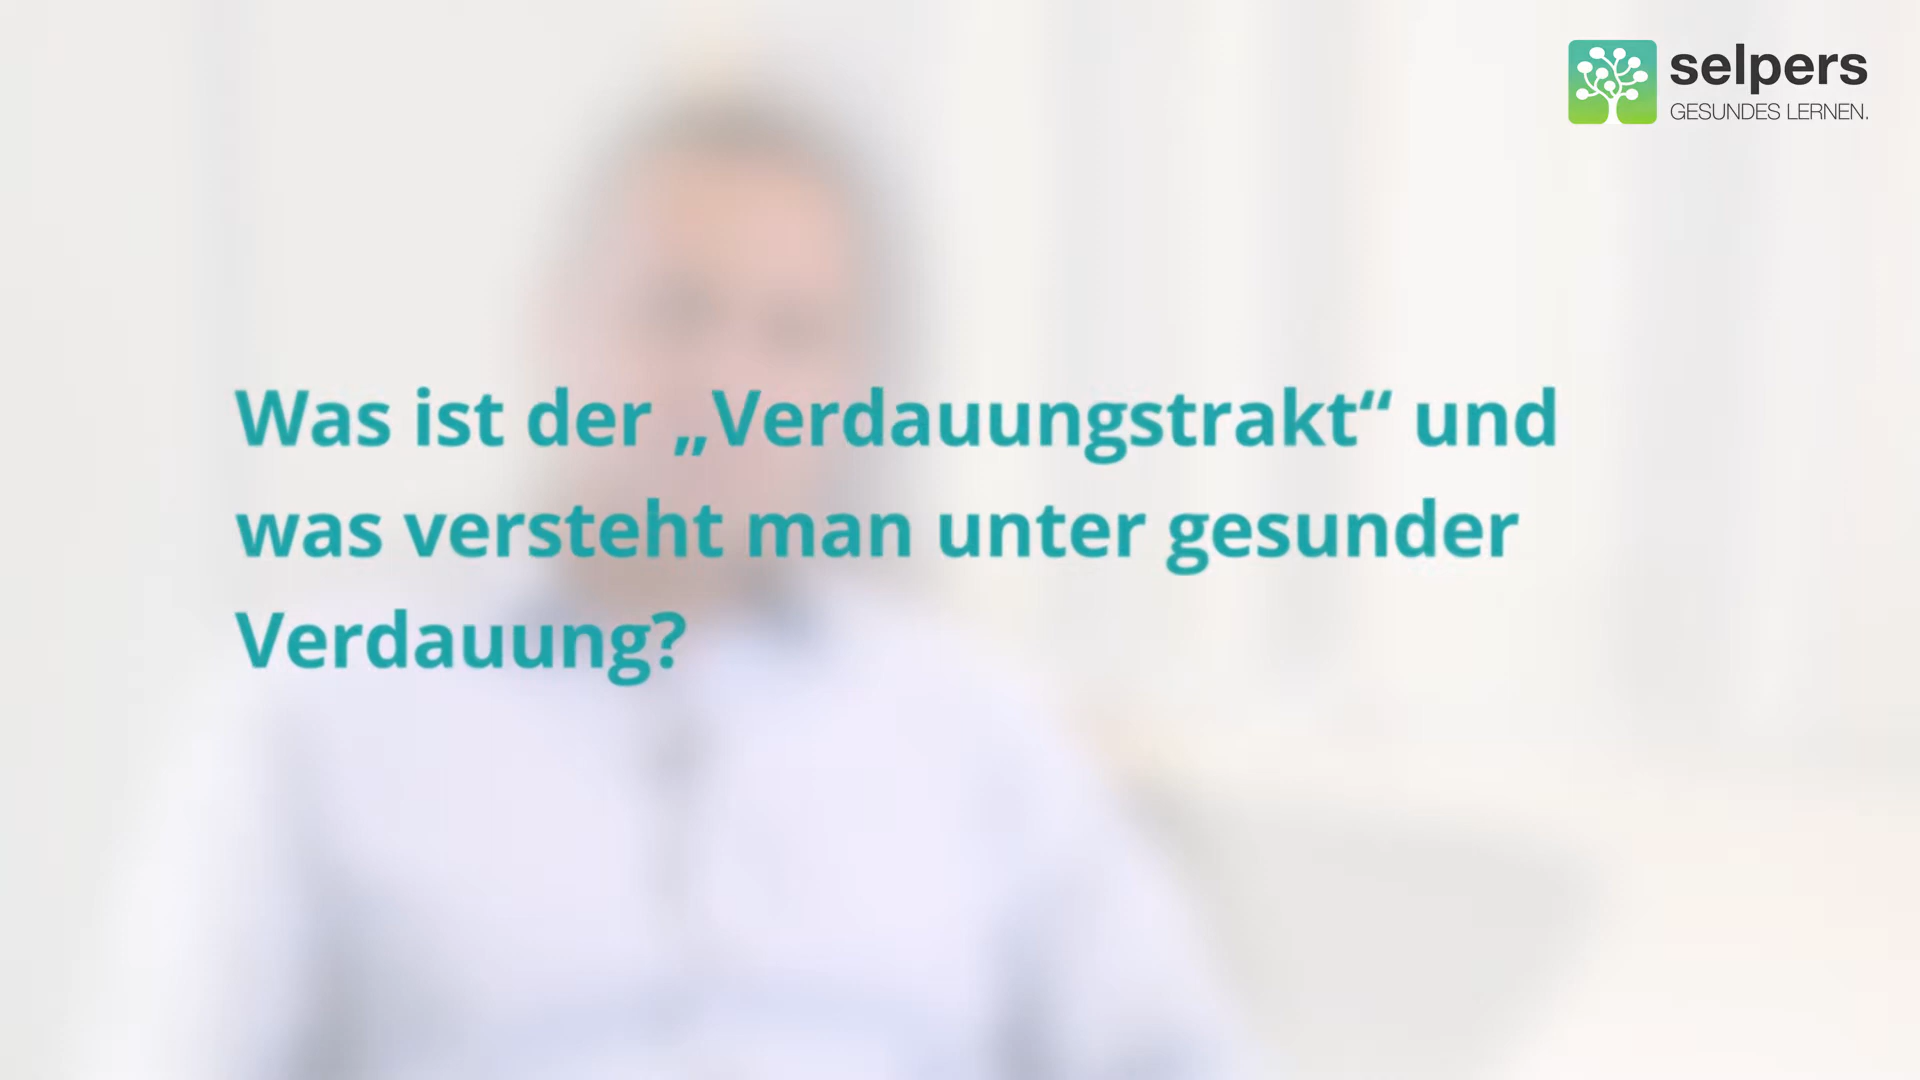 selpers
GESUNDES LERNEN.
Was ist der „Verdauungstrakt“ und
was versteht man unter gesunder
Verdauung?